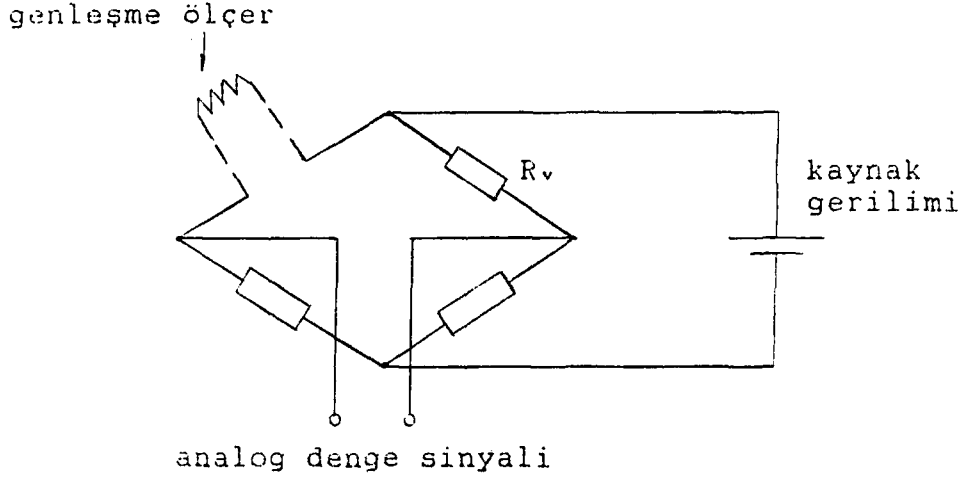 genleşme ölçer
Rv
kaynak
gerilimi
analog denge sinyali